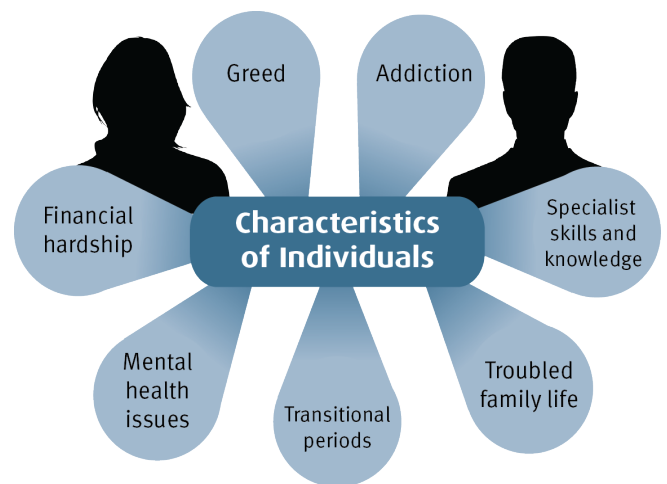 Greed
Addiction
Financial
hardship
Characteristics
of Individuals
Specialist
skills and
knowledge
Mental
health
issues
Transitional
periods
Troubled
family life